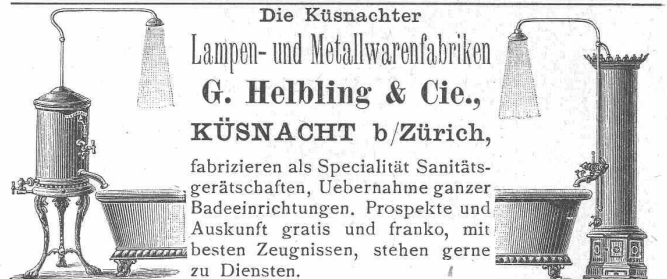 Die Küsnachter
Lampen- und Metallwarenfabriken
G. Helbling & Cie.,
KÜSNACHT b/Zürich,
fabrizieren als Specialität Sanitäts-
gerätschaften, Uebernahme ganzer
Badeeinrichtungen. Prospekte und
Auskunft gratis und franko, mit
besten Zeugnissen, stehen gerne
zu Diensten.